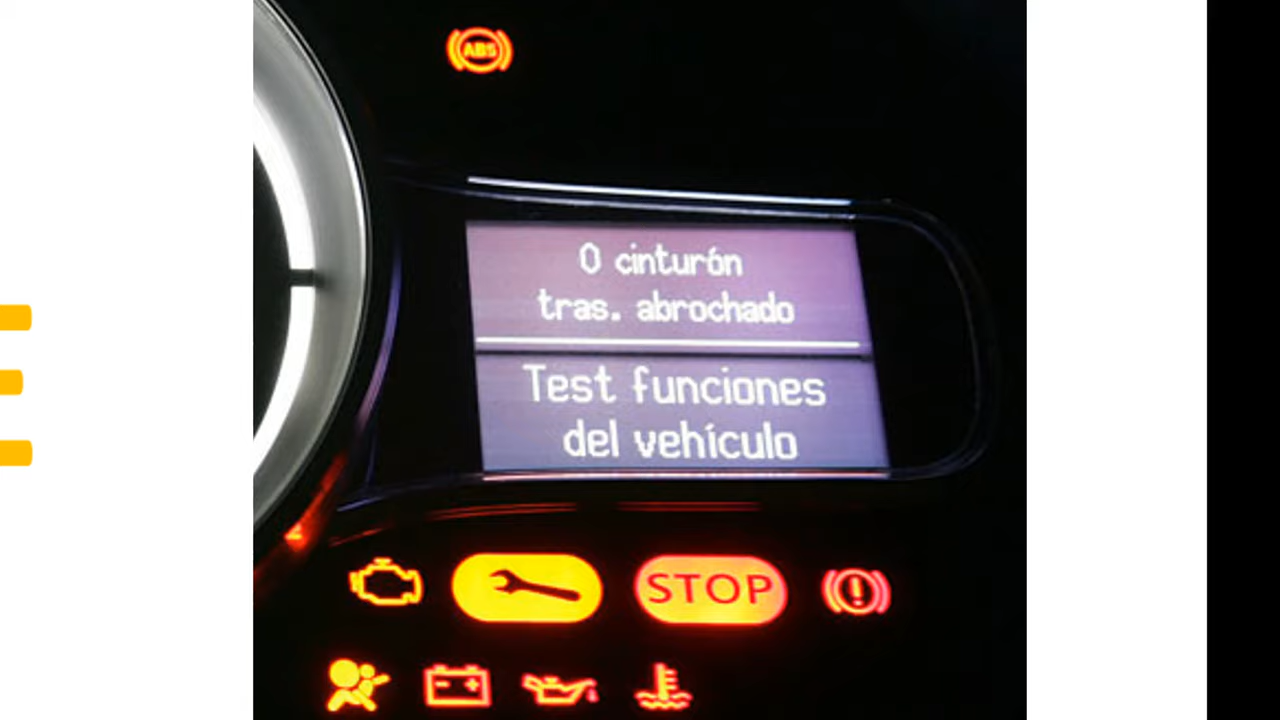 ABS
0 cinturón
tras. abrochado
Test funciones
del vehículo
STOP